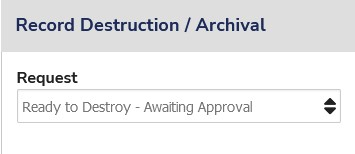 Record Destruction / Archival
Request
Ready to Destroy - Awaiting Approval